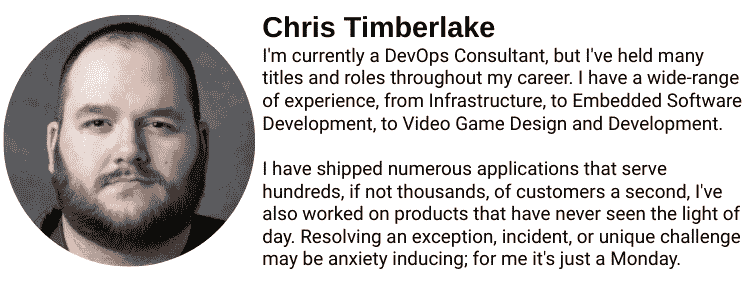 Chris Timberlake
I'm currently a DevOps Consultant, but I've held many
titles and roles throughout my career. I have a wide-range
of experience, from Infrastructure, to Embedded Software
Development, to Video Game Design and Development.
I have shipped numerous applications that serve
hundreds, if not thousands, of customers a second, I've
also worked on products that have never seen the light of
day. Resolving an exception, incident, or unique challenge
may be anxiety inducing; for me it's just a Monday.